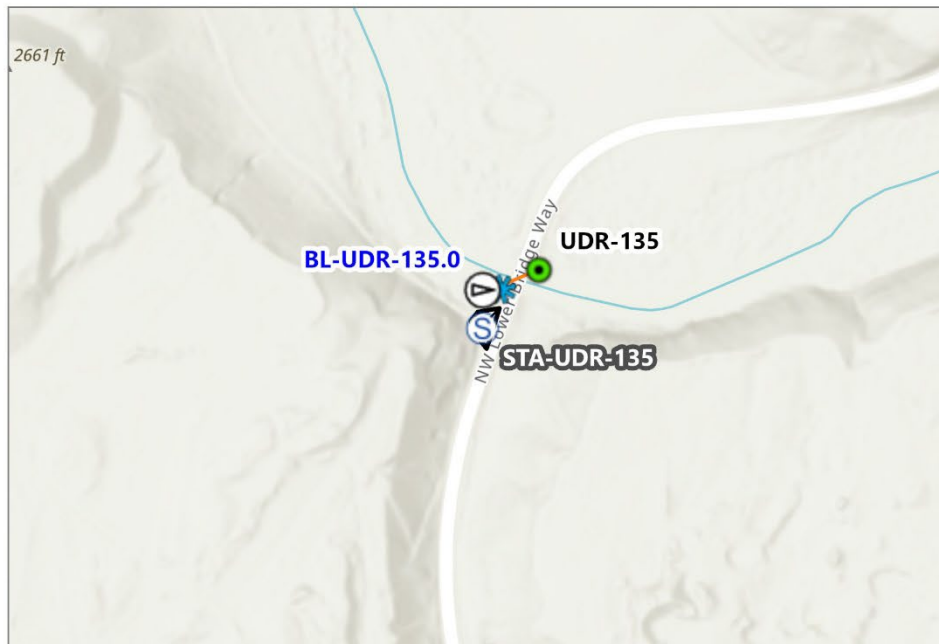 2661 ft
UDR-135
BL-UDR-135.0
NW Lower Bridge Way
S
STA-UDR-135